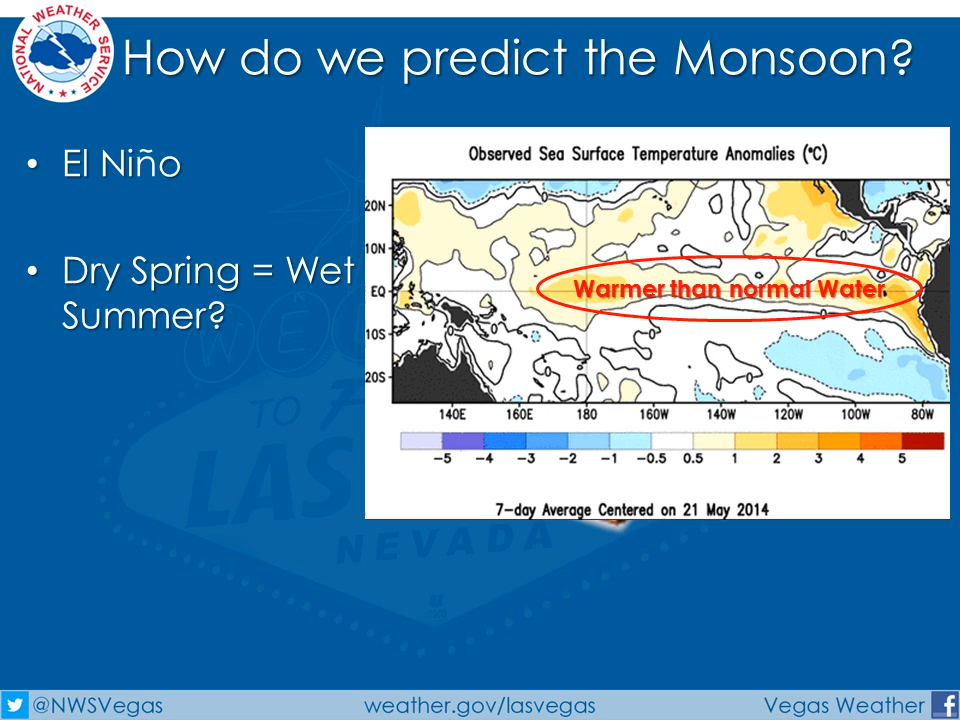 NATIONAL WEATHER SERVICE
How do we predict the Monsoon?
• El Niño
• Dry Spring = Wet
Summer?
Observed Sea Surface Temperature Anomalies (°C)
20N
10N
EQ
10S
20S
Warmer than normal Water
140E 160E 180 160W 140W 120W 100W 80W
-5 -4 -3 -2 -1 -0.5 0.5 1 2 3 4 5
7-day Average Centered on 21 May 2014
TO
LAS
NEVADA
@NWSVegas weather.gov/lasvegas Vegas Weather